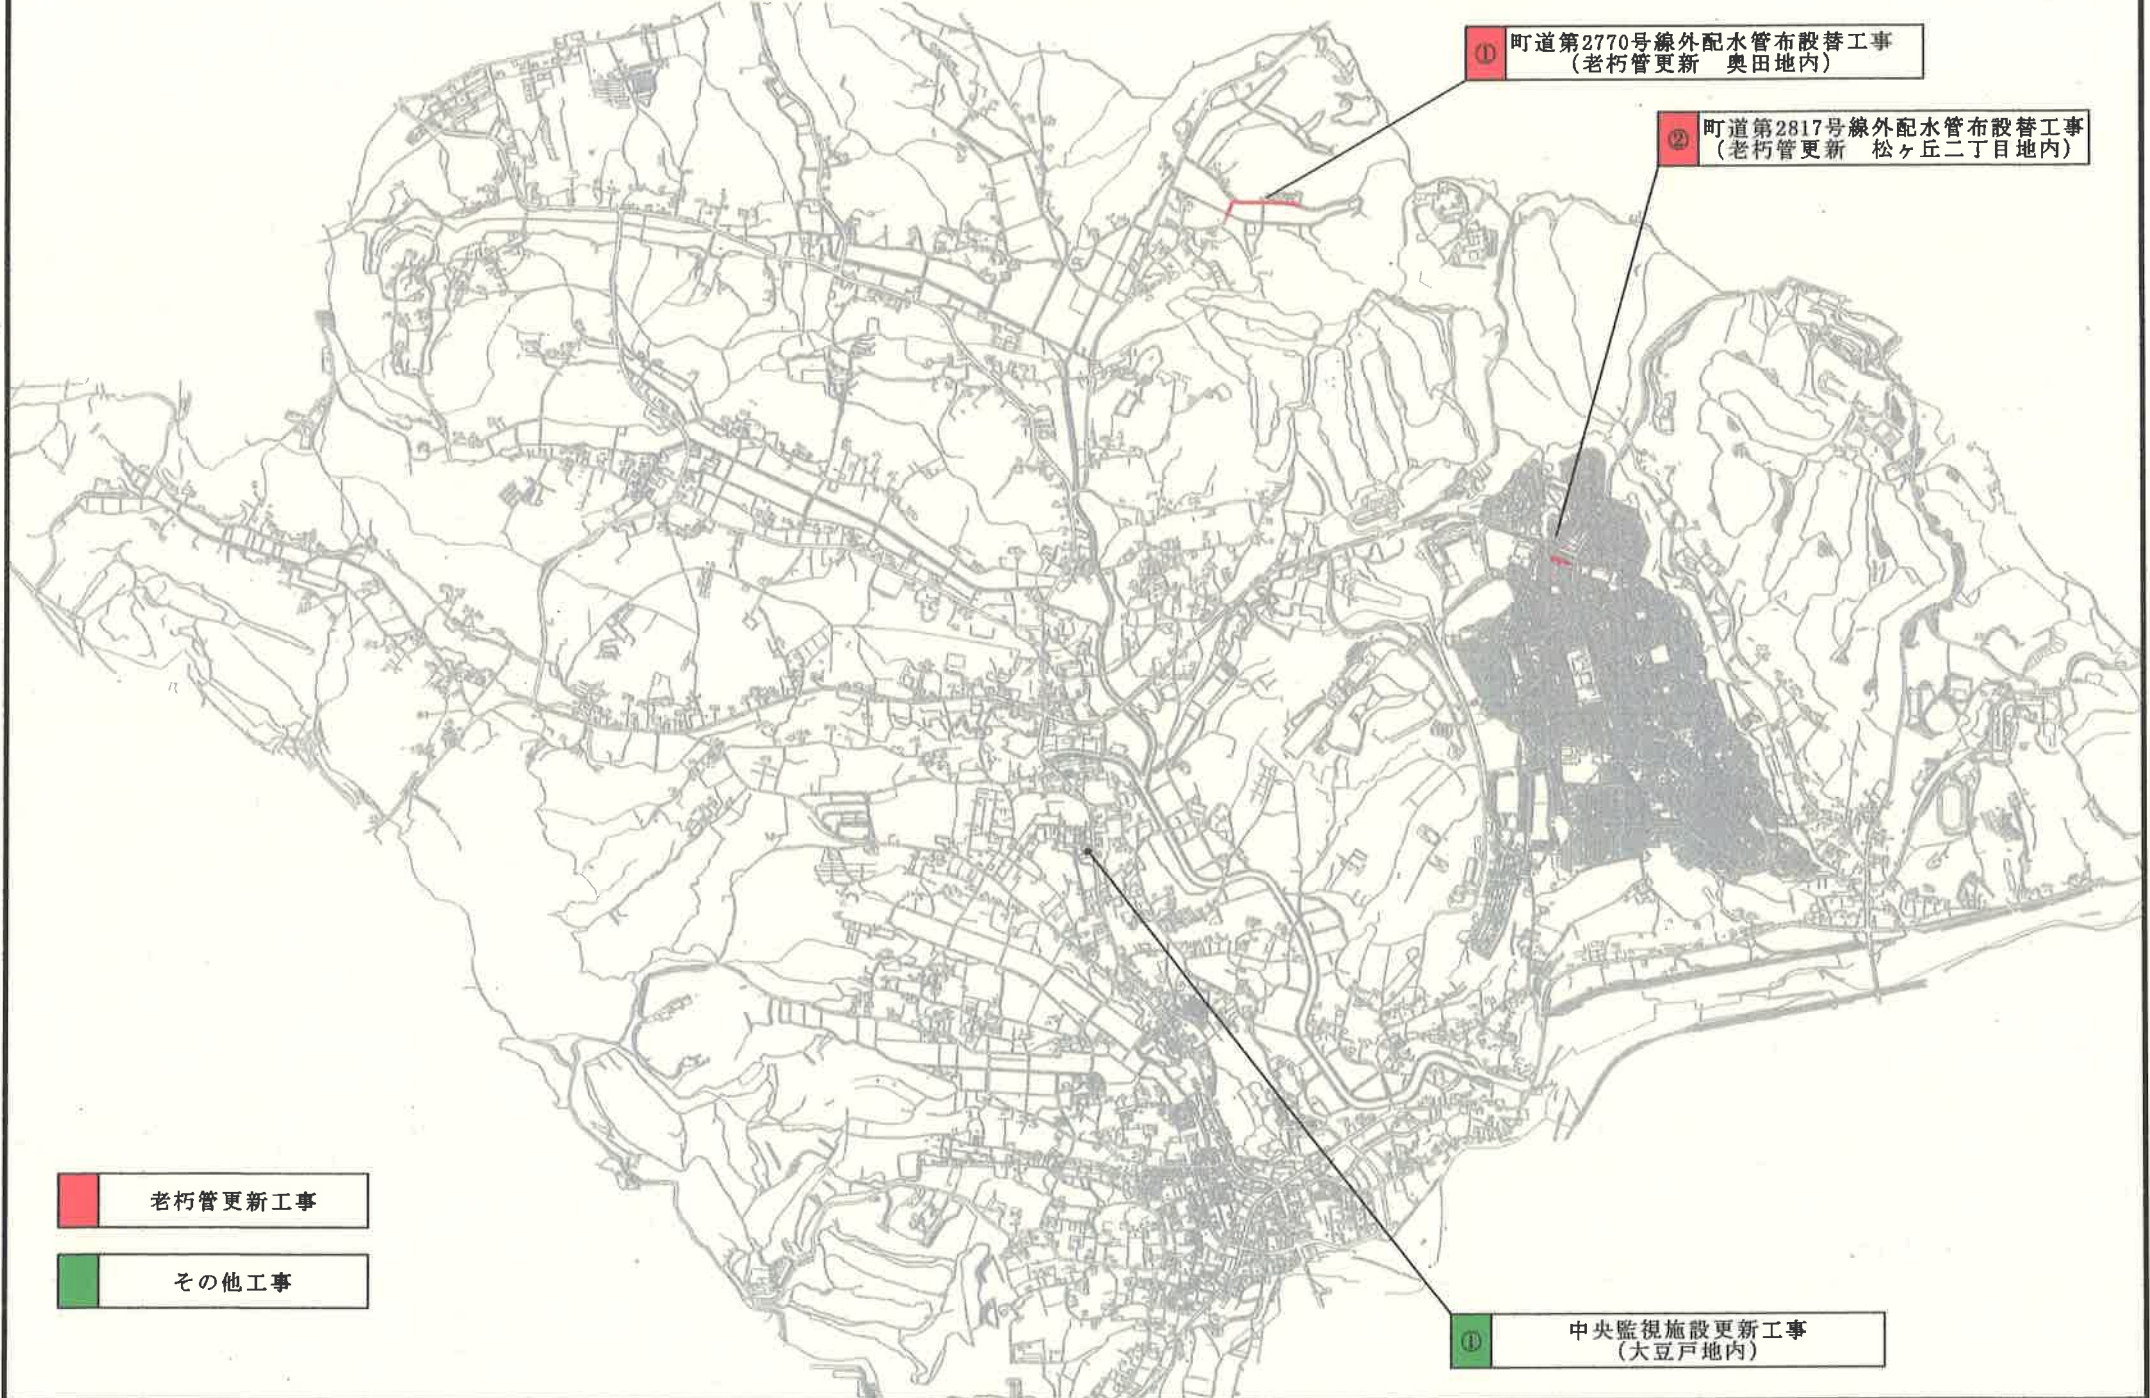 ①
町道第2770号線外配水管布設替工事
(老朽管更新　奥田地内)
②
町道第2817号線外配水管布設替工事
(老朽管更新　松ヶ丘二丁目地内)
老朽管更新工事
その他工事
①
中央監視施設更新工事
(大豆戸地内)